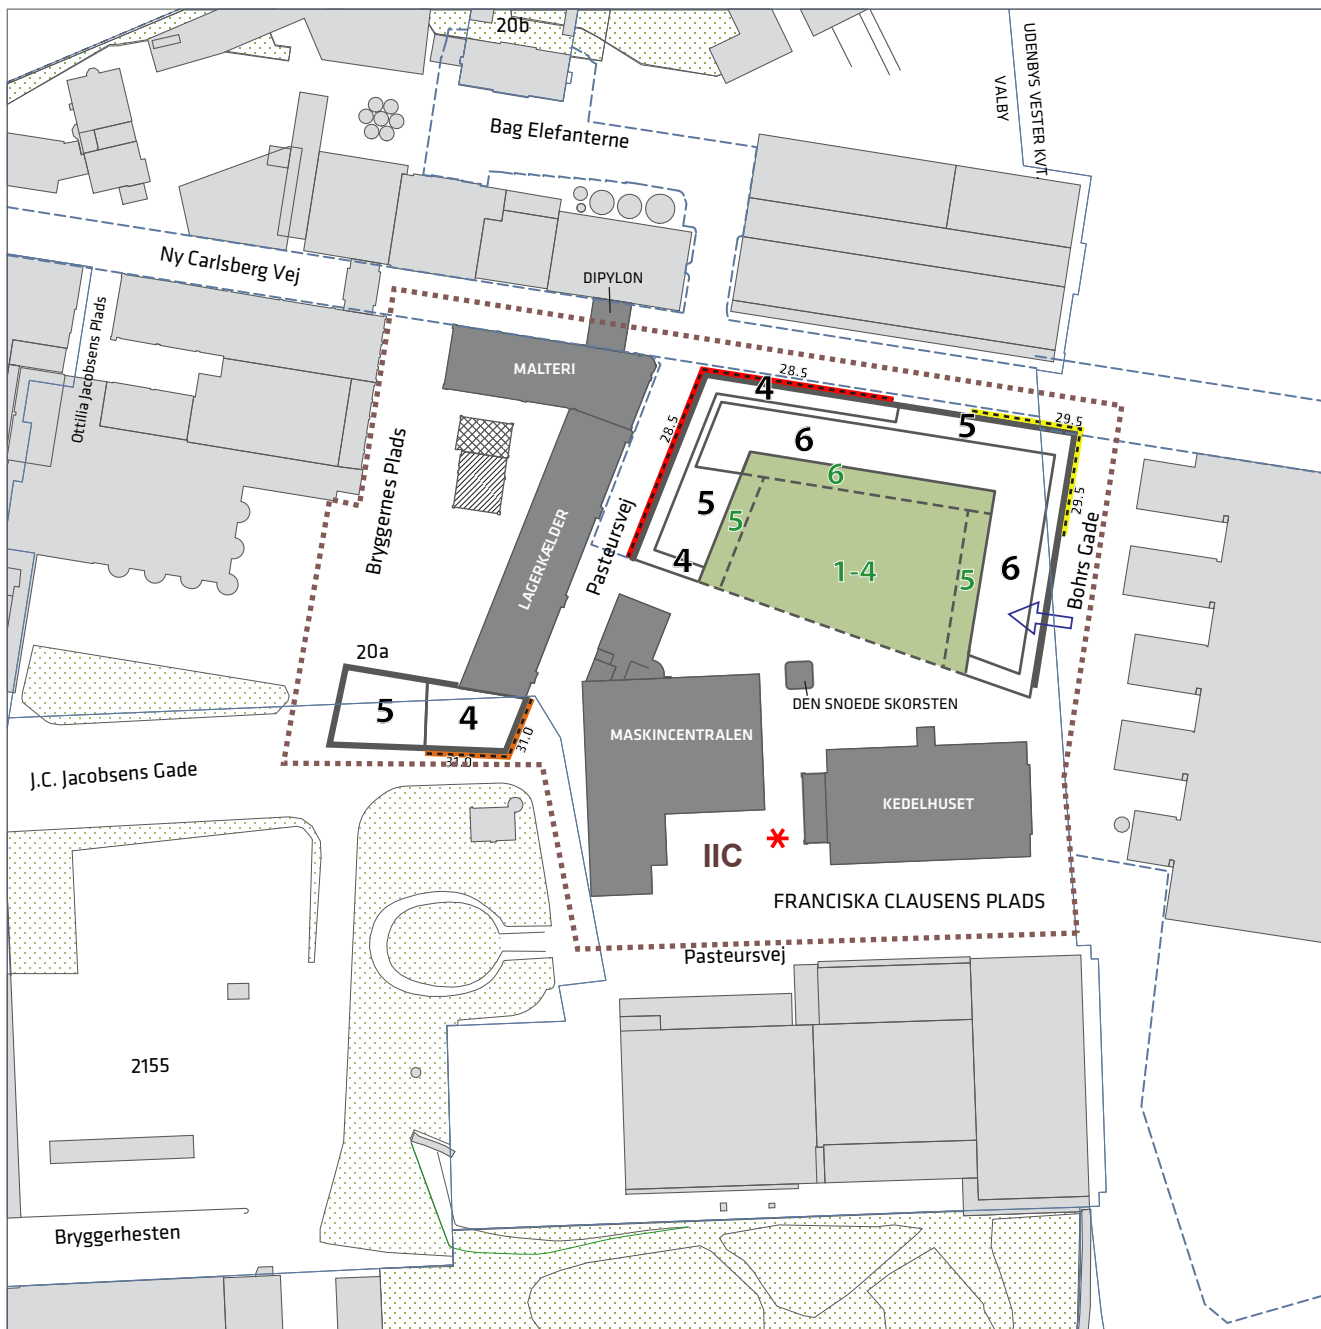 20b
UDENBYS VESTER KVT.
VALBY
Bag Elefanterne
Ny Carlsberg Vej
DIPYLON
Ottilia Jacobsens Plads
MALTERI
28.5
4
28.5
5
29.5
6
6
29.5
Bryggernes Plads
5
5
LAGERKÆLDER
Pasteursvej
4
1-4
5
6
Bohrs Gade
20a
5
4
31.0
31.0
DEN SNOEDE SKORSTEN
MASKINCENTRALEN
J.C. Jacobsens Gade
KEDELHUSET
IIC
FRANCISKA CLAUSENS PLADS
Pasteursvej
2155
Bryggerhesten